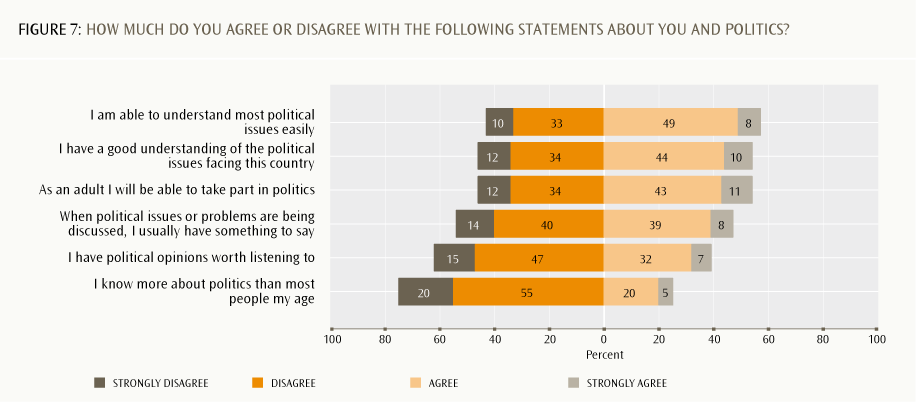 FIGURE 7: HOW MUCH DO YOU AGREE OR DISAGREE WITH THE FOLLOWING STATEMENTS ABOUT YOU AND POLITICS?
I am able to understand most political
issues easily
10 33 49 8
I have a good understanding of the political
issues facing this country
12 34 44 10
As an adult I will be able to take part in politics
12 34 43 11
When political issues or problems are being
discussed, I usually have something to say
14 40 39 8
I have political opinions worth listening to
15 47 32 7
I know more about politics than most
people my age
20 55 20 5
100 80 60 40 20 0 20 40 60 80 100
Percent
STRONGLY DISAGREE DISAGREE AGREE STRONGLY AGREE